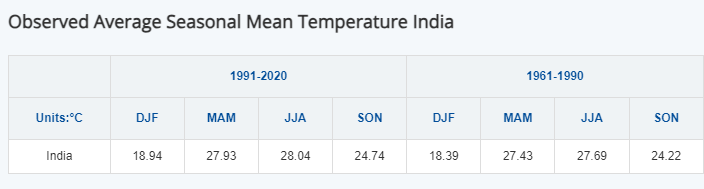 Observed Average Seasonal Mean Temperature India
1991-2020 1961-1990
Units:°C DJF MAM JJA SON DJF MAM JJA SON
India 18.94 27.93 28.04 24.74 18.39 27.43 27.69 24.22